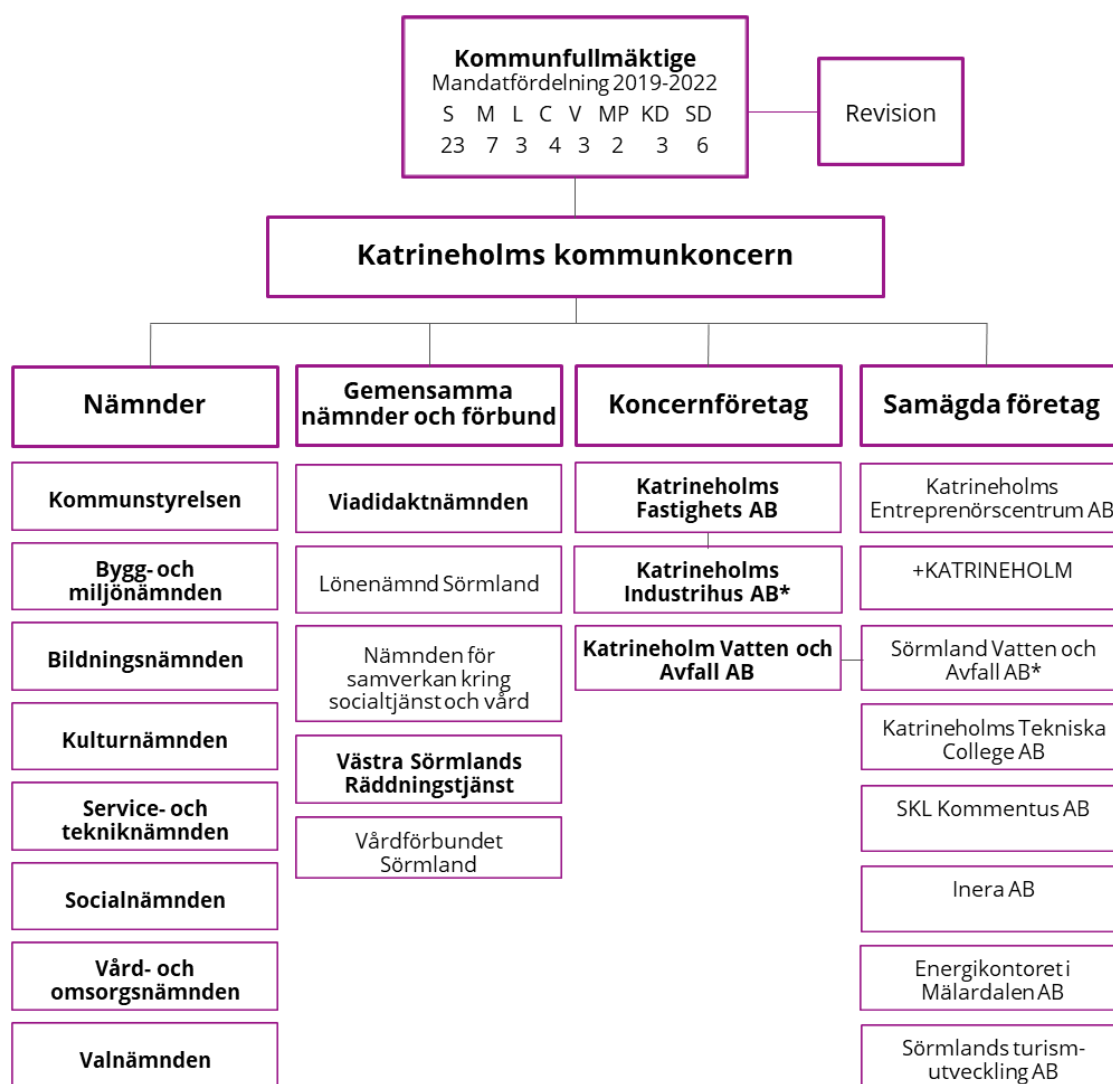 Kommunfullmäktige
Mandatfördelning 2019-2022
S M L C V MP KD SD
23 7 3 4 3 2 3 6
Revision
Katrineholms kommunkoncern
Nämnder
Kommunstyrelsen
Bygg- och
miljönämnden
Bildningsnämnden
Kulturnämnden
Service- och
tekniknämnden
Socialnämnden
Vård- och
omsorgsnämnden
Valnämnden
Gemensamma
nämnder och förbund
Viadidaktnämnden
Lönenämnd Sörmland
Nämnden för
samverkan kring
socialtjänst och vård
Västra Sörmlands
Räddningstjänst
Vårdförbundet
Sörmland
Koncernföretag
Katrineholms
Fastighets AB
Katrineholms
Industrihus AB*
Katrineholm Vatten och
Avfall AB
Samägda företag
Katrineholms
Entreprenörscentrum AB
+KATRINEHOLM
Sörmland Vatten och
Avfall AB*
Katrineholms Tekniska
College AB
SKL Kommentus AB
Inera AB
Energikontoret i
Mälardalen AB
Sörmlands turism-
utveckling AB